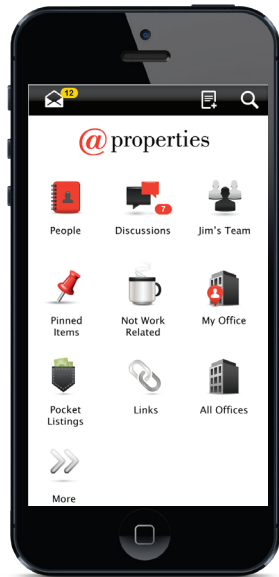 12
@properties
People
Discussions
7
Jim's Team
Pinned
Items
Not Work
Related
My Office
Pocket
Listings
Links
All Offices
More